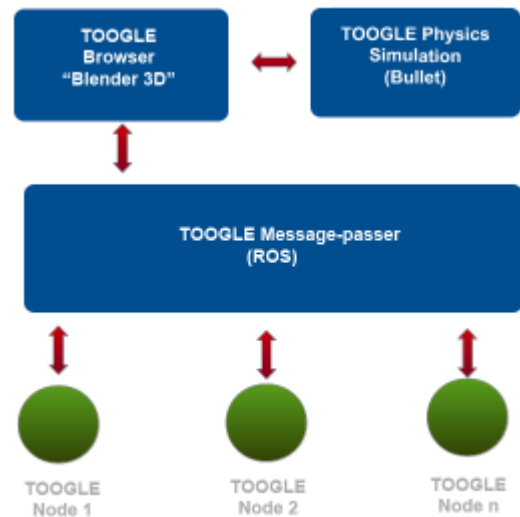 TOOGLE
Browser
“Blender 3D”
TOOGLE Physics
Simulation
(Bullet)
TOOGLE Message-passer
(ROS)
TOOGLE
Node 1
TOOGLE
Node 2
TOOGLE
Node n